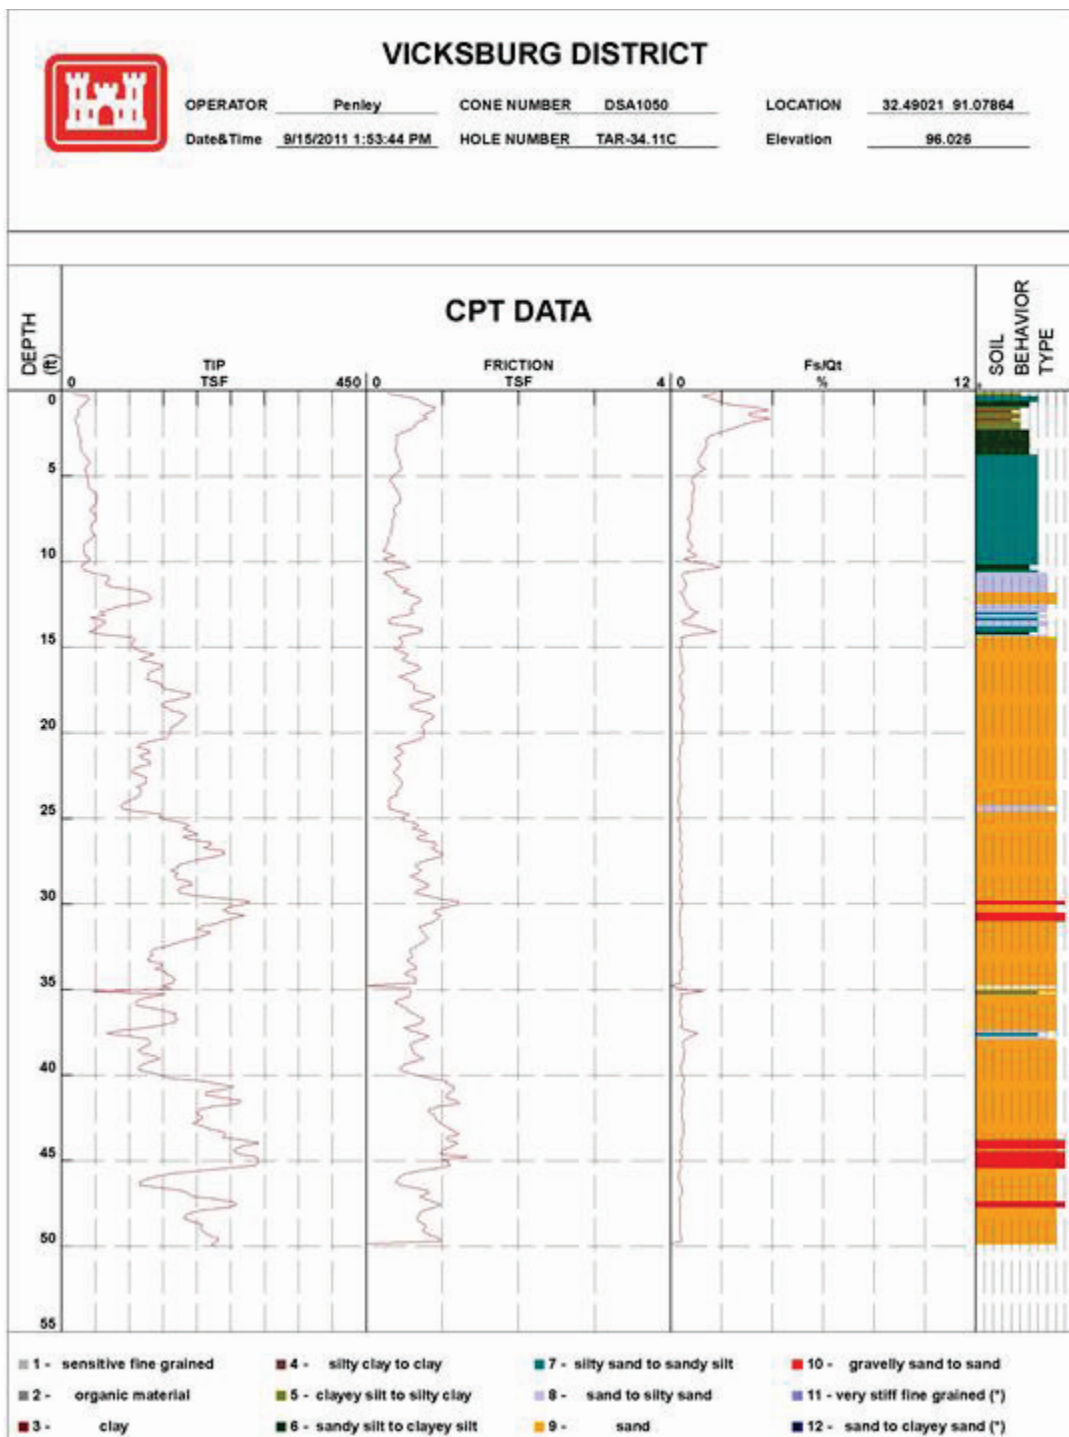 VICKSBURG DISTRICT
OPERATOR Penley CONE NUMBER DSA1050 LOCATION 32.49021 91.07864
Date&Time 9/15/2011 1:53:44 PM HOLE NUMBER TAR-34.11C Elevation 96.026
CPT DATA
DEPTH
(ft)
TIP
TSF
FRICTION
TSF
Fs/Qt
%
SOIL
BEHAVIOR
TYPE
0 450 0 4 0 12
0
5
10
15
20
25
30
35
40
45
50
55
1 - sensitive fine grained 4 - silty clay to clay 7 - silty sand to sandy silt 10 - gravelly sand to sand
2 - organic material 5 - clayey silt to silty clay 8 - sand to silty sand 11 - very stiff fine grained (*)
3 - clay 6 - sandy silt to clayey silt 9 - sand 12 - sand to clayey sand (*)